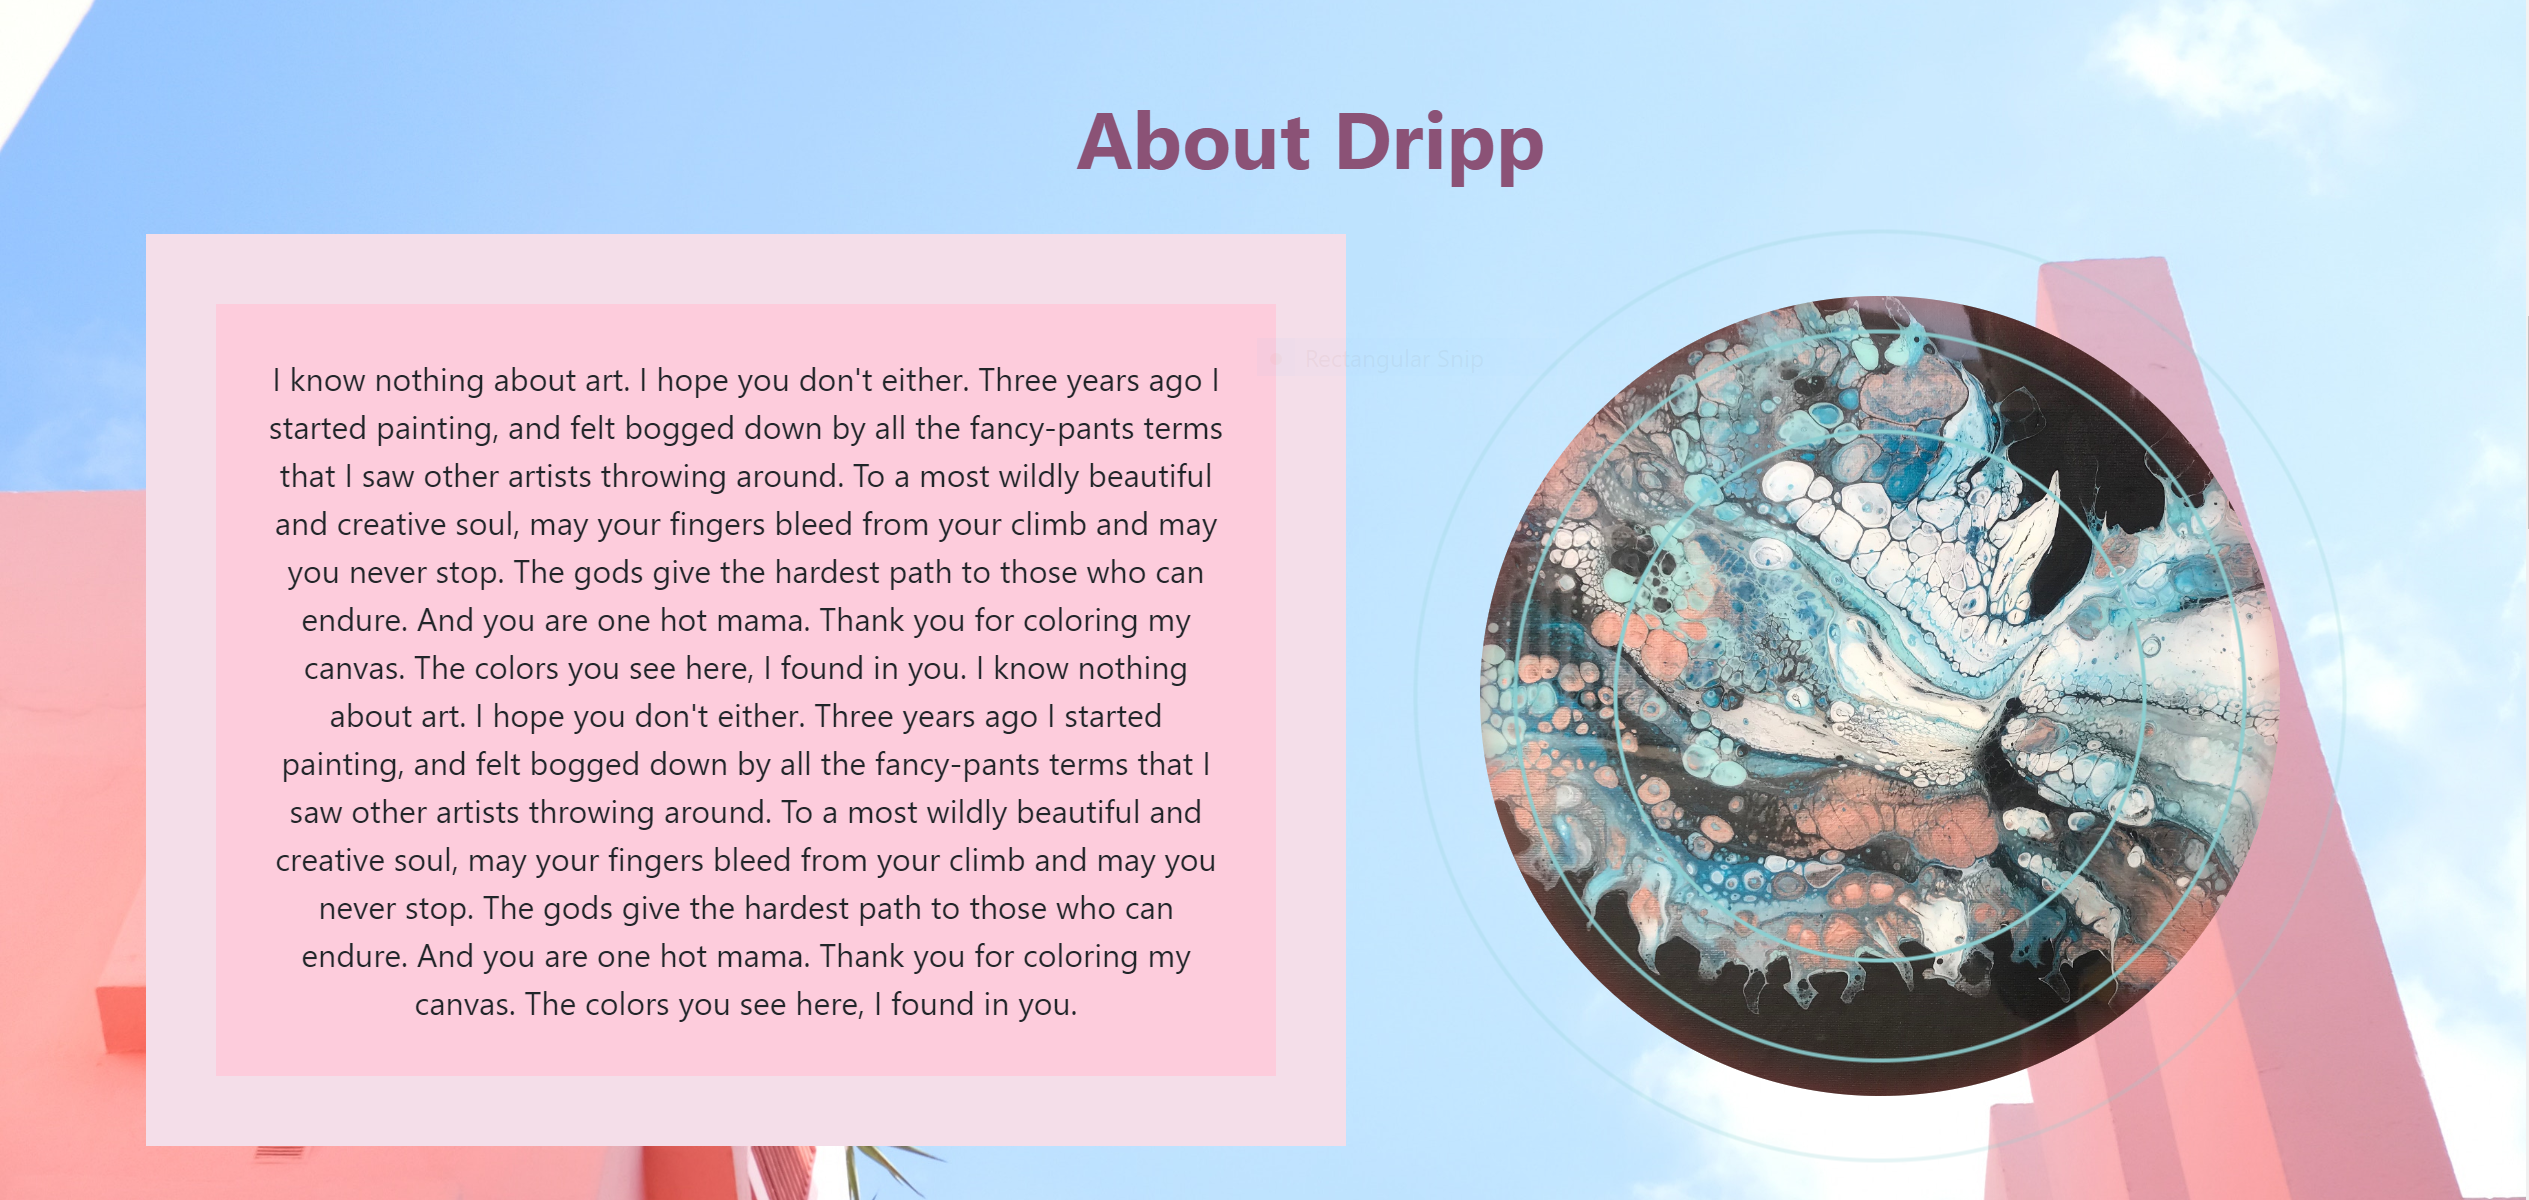 About Dripp
Rectangular Snip
I know nothing about art. I hope you don't either. Three years ago I
started painting, and felt bogged down by all the fancy-pants terms
that I saw other artists throwing around. To a most wildly beautiful
and creative soul, may your fingers bleed from your climb and may
you never stop. The gods give the hardest path to those who can
endure. And you are one hot mama. Thank you for coloring my
canvas. The colors you see here, I found in you. I know nothing
about art. I hope you don't either. Three years ago I started
painting, and felt bogged down by all the fancy-pants terms that I
saw other artists throwing around. To a most wildly beautiful and
creative soul, may your fingers bleed from your climb and may you
never stop. The gods give the hardest path to those who can
endure. And you are one hot mama. Thank you for coloring my
canvas. The colors you see here, I found in you.